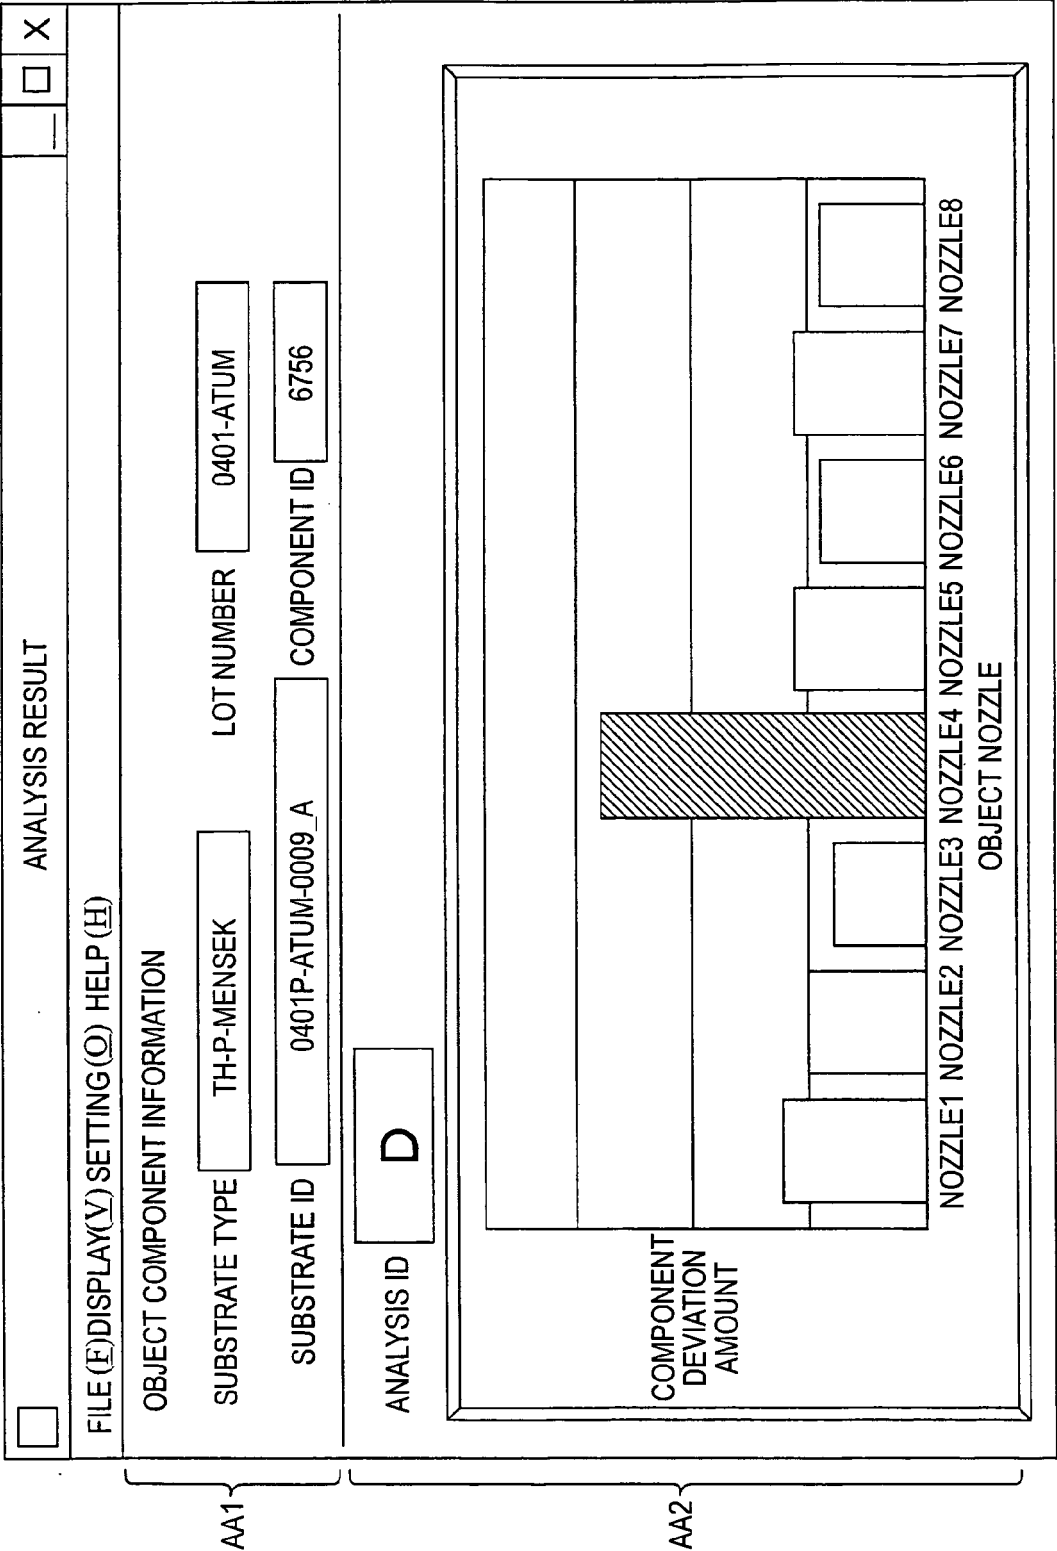 ANALYSIS RESULT
_ □ X
FILE (F)DISPLAY(V) SETTING(O) HELP (H)
AA1
OBJECT COMPONENT INFORMATION
SUBSTRATE TYPE TH-P-MENSEK LOT NUMBER 0401-ATUM
SUBSTRATE ID 0401P-ATUM-0009_A COMPONENT ID 6756
AA2
ANALYSIS ID D
COMPONENT
DEVIATION
AMOUNT
NOZZLE1 NOZZLE2 NOZZLE3 NOZZLE4 NOZZLE5 NOZZLE6 NOZZLE7 NOZZLE8
OBJECT NOZZLE